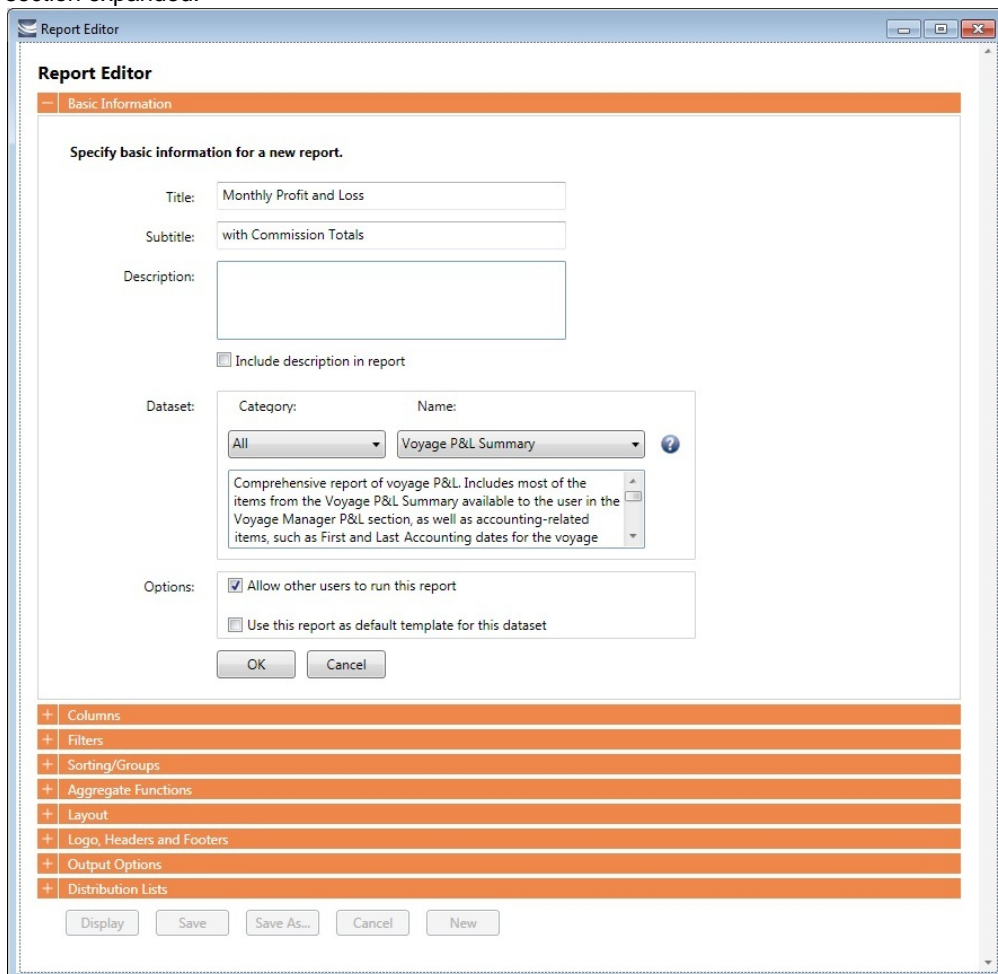 section expanded.
Report Editor
Report Editor
Basic Information
Specify basic information for a new report.
Title: Monthly Profit and Loss
Subtitle: with Commission Totals
Description:
Include description in report
Dataset: Category: Name:
All Voyage P&L Summary
Comprehensive report of voyage P&L. Includes most of the
items from the Voyage P&L Summary available to the user in the
Voyage Manager P&L section, as well as accounting-related
items, such as First and Last Accounting dates for the voyage
Options: Allow other users to run this report
Use this report as default template for this dataset
OK Cancel
Columns
Filters
Sorting/Groups
Aggregate Functions
Layout
Logo, Headers and Footers
Output Options
Distribution Lists
Display Save Save As... Cancel New